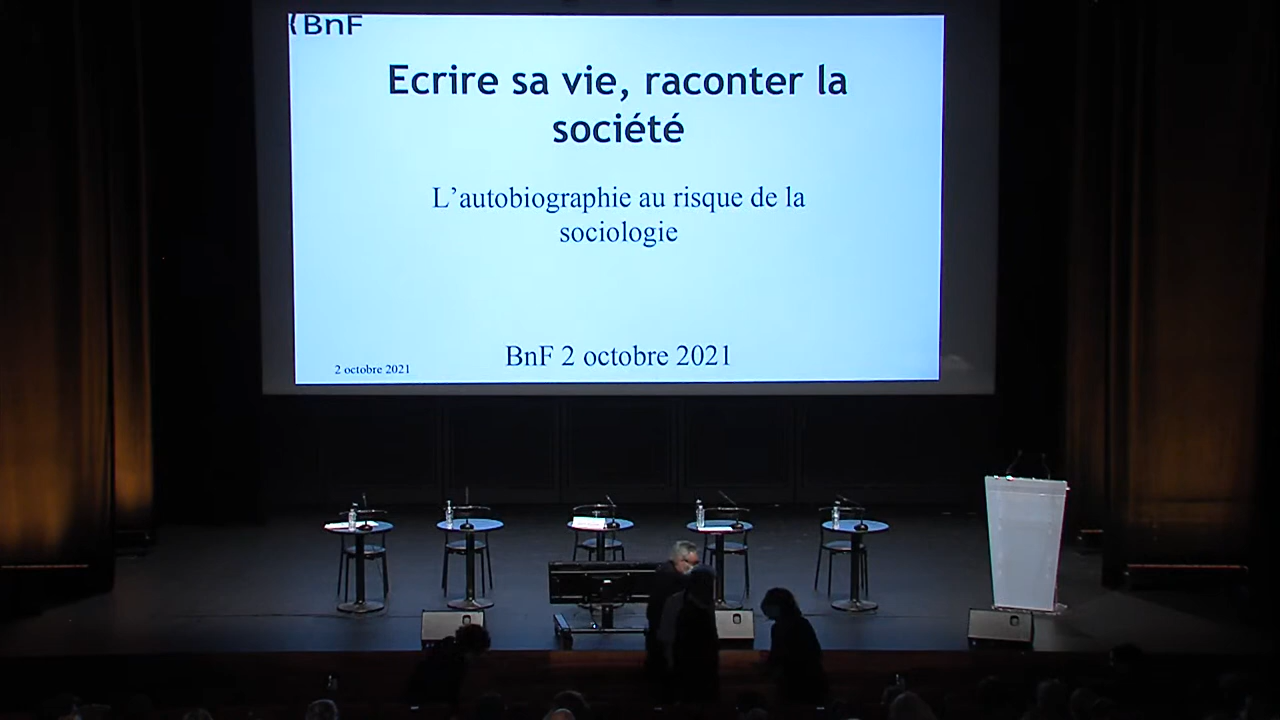 BnF
Ecrire sa vie, raconter la
société
L’autobiographie au risque de la
sociologie
BnF 2 octobre 2021
2 octobre 2021